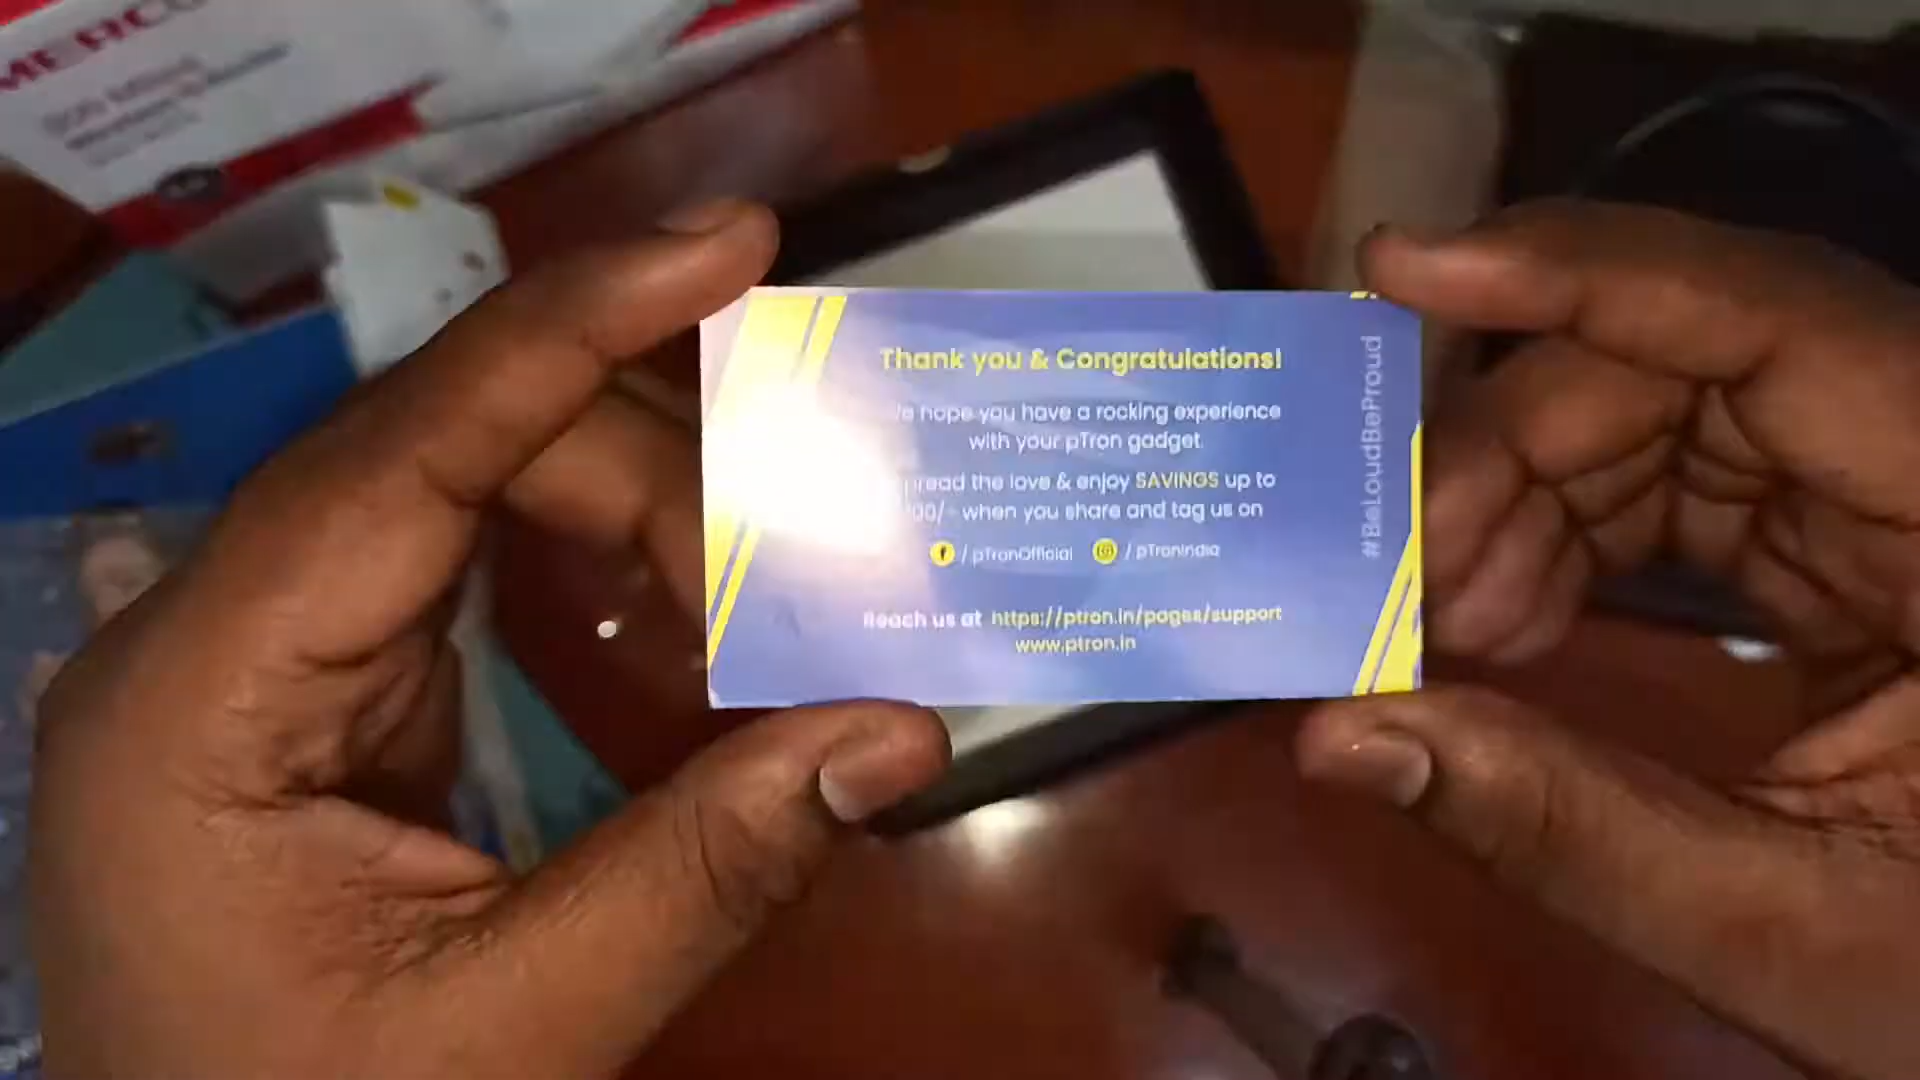 MERCU
Thank you & Congratulations!
hope you have a rocking experience
with your pTron gadget.
the love & enjoy SAVINGS up to
when you share and tag us on
/ pTronOfficial / pTronIndia
Reach us at https://ptron.in/pages/support
www.ptron.in
#BeLoudBeProud